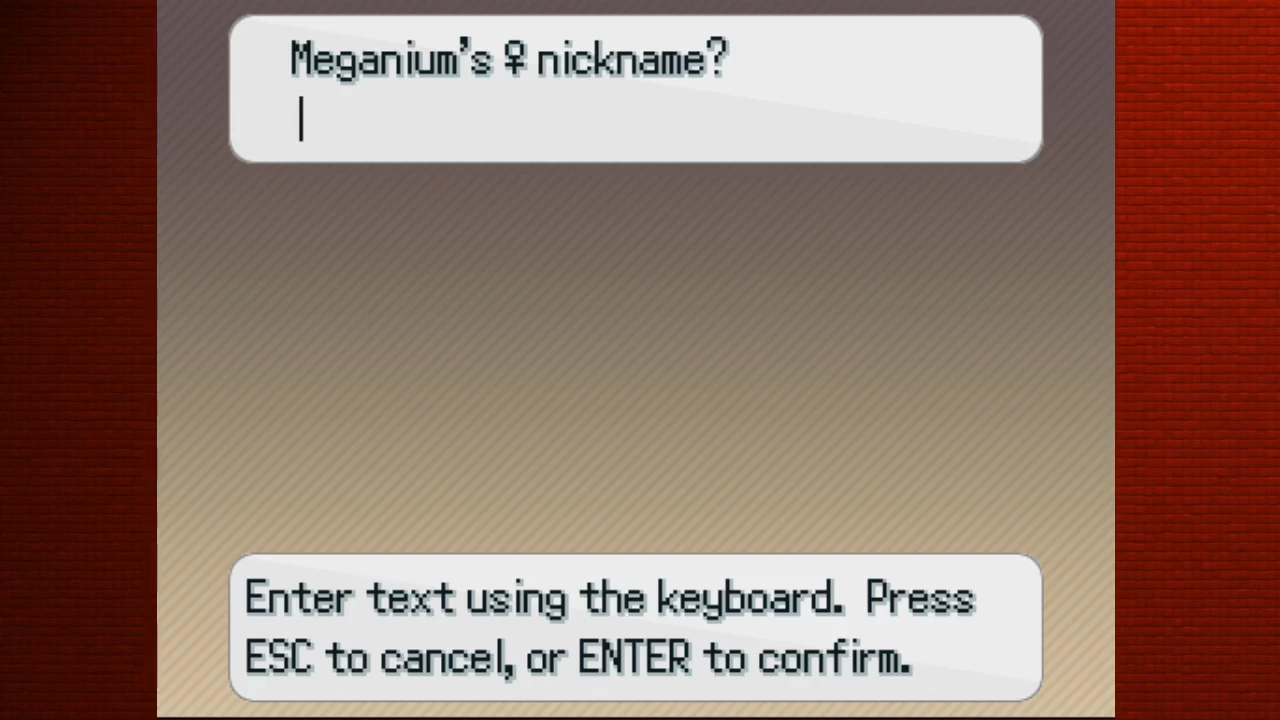 Meganium's ♀ nickname?
Enter text using the keyboard. Press
ESC to cancel, or ENTER to confirm.